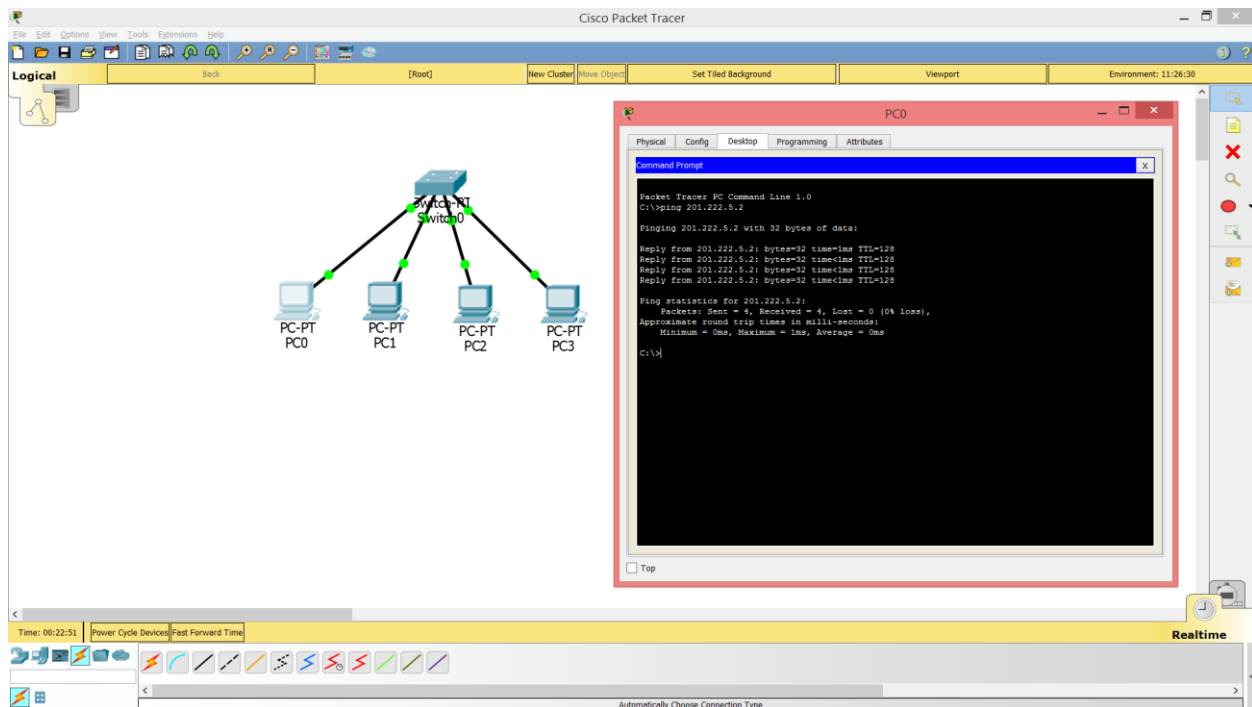 Cisco Packet Tracer
File Edit Options View Tools Extensions Help
Logical Back [Root] New Cluster Move Object Set Tiled Background Viewport Environment: 11:26:30
PC0
Physical Config Desktop Programming Attributes
Command Prompt X
Packet Tracer PC Command Line 1.0
C:\>ping 201.222.5.2
Pinging 201.222.5.2 with 32 bytes of data:
Reply from 201.222.5.2: bytes=32 time=1ms TTL=128
Reply from 201.222.5.2: bytes=32 time<1ms TTL=128
Reply from 201.222.5.2: bytes=32 time<1ms TTL=128
Reply from 201.222.5.2: bytes=32 time<1ms TTL=128
Ping statistics for 201.222.5.2:
Packets: Sent = 4, Received = 4, Lost = 0 (0% loss),
Approximate round trip times in milli-seconds:
Minimum = 0ms, Maximum = 1ms, Average = 0ms
C:\>
Top
Switch-PT
Switch0
PC-PT
PC0
PC-PT
PC1
PC-PT
PC2
PC-PT
PC3
Time: 00:22:51 Power Cycle Devices Fast Forward Time
Realtime
Automatically Choose Connection Type